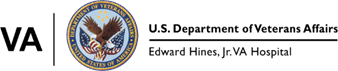 VA
U.S. Department of Veterans Affairs
Edward Hines, Jr. VA Hospital